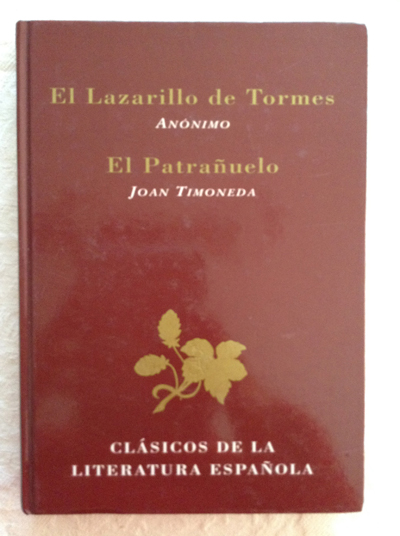 El Lazarillo de Tormes
Anónimo
El Patrañuelo
Joan Timoneda
CLÁSICOS DE LA
LITERATURA ESPAÑOLA